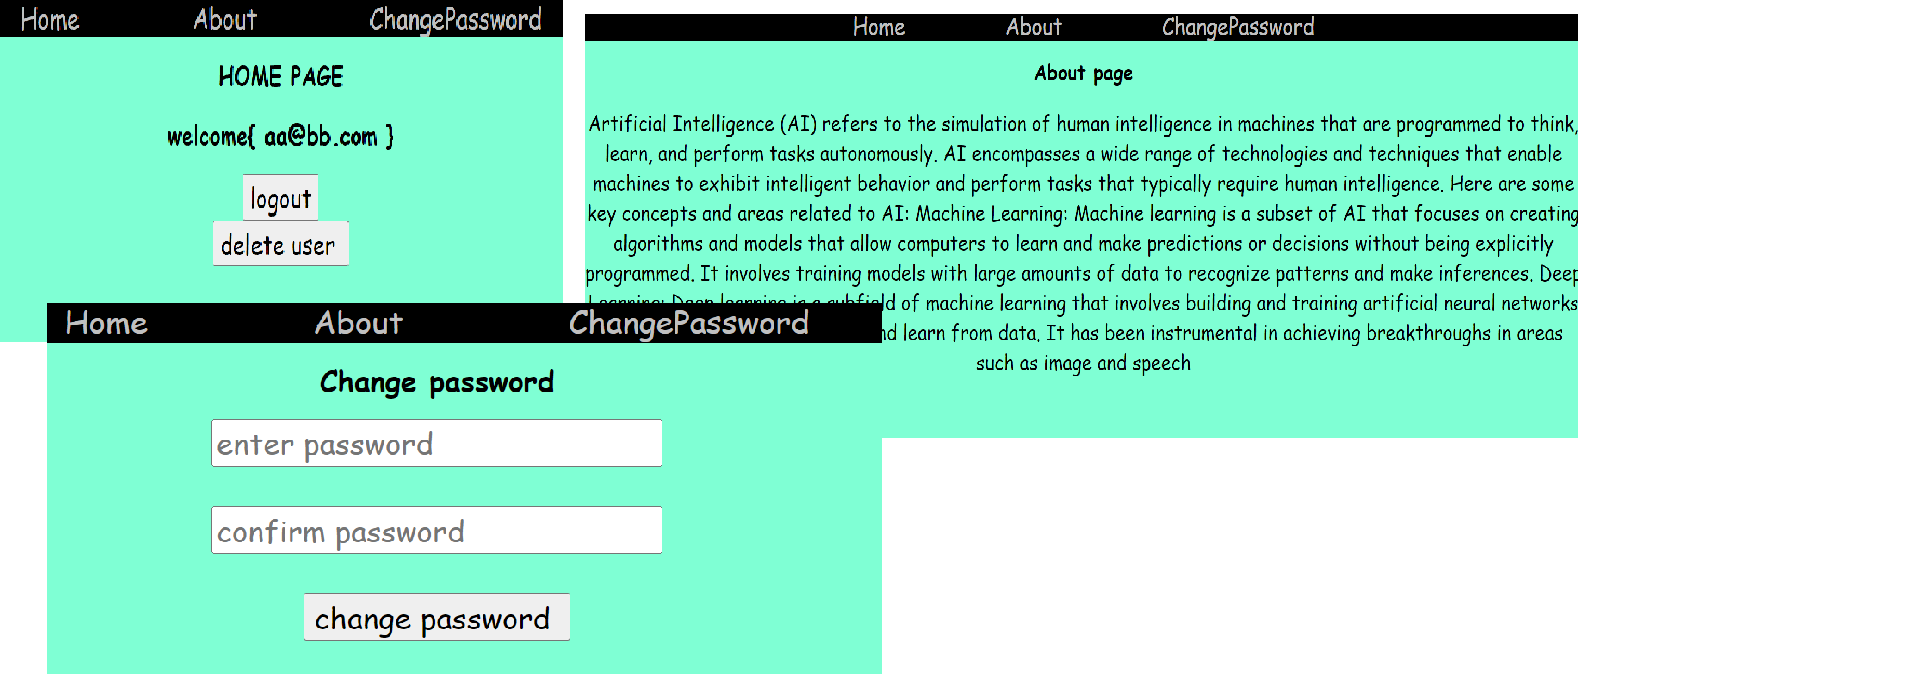 Home About ChangePassword
HOME PAGE
welcome{ aa@bb.com }
logout
delete user
Home About ChangePassword
About page
Artificial Intelligence (AI) refers to the simulation of human intelligence in machines that are programmed to think,
learn, and perform tasks autonomously. AI encompasses a wide range of technologies and techniques that enable
machines to exhibit intelligent behavior and perform tasks that typically require human intelligence. Here are some
key concepts and areas related to AI: Machine Learning: Machine learning is a subset of AI that focuses on creating
algorithms and models that allow computers to learn and make predictions or decisions without being explicitly
programmed. It involves training models with large amounts of data to recognize patterns and make inferences. Deep
Learning: Deep learning is a subfield of machine learning that involves building and training artificial neural networks
learn from data. It has been instrumental in achieving breakthroughs in areas
such as image and speech
Home About ChangePassword
Change password
enter password
confirm password
change password